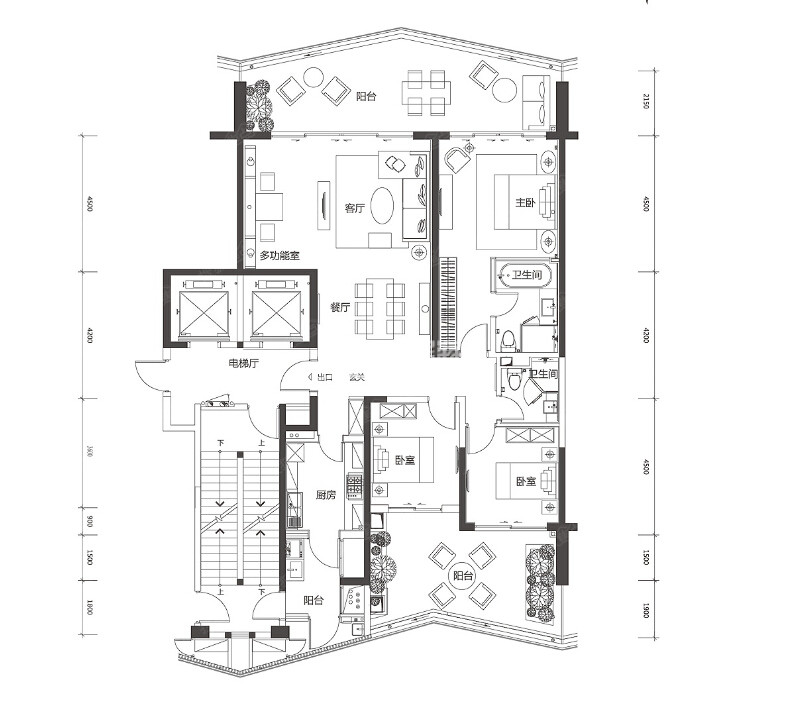 阳台
2150
4500
客厅
主卧
4500
多功能室
卫生间
餐厅
4200
4200
电梯厅
出口
玄关
卫生间
下
上
卧室
厨房
卧室
4500
900
1500
1500
阳台
上
下
阳台
1800